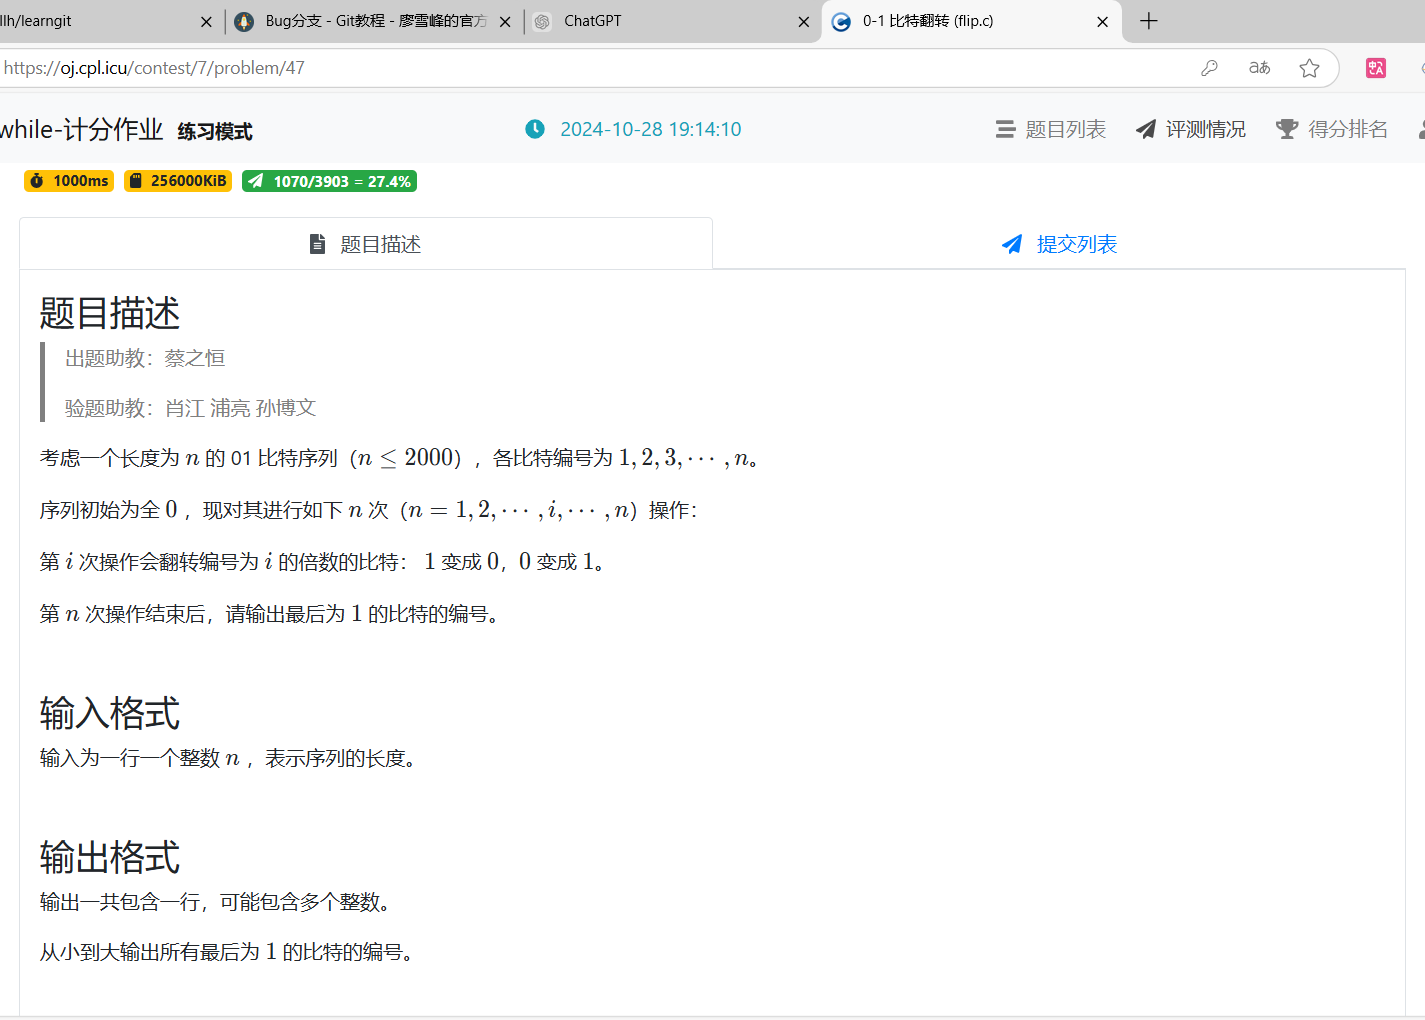 llh/learngit
Bug分支 - Git教程 - 廖雪峰的官方
ChatGPT
0-1 比特翻转 (flip.c)
https://oj.cpl.icu/contest/7/problem/47
while-计分作业 练习模式
2024-10-28 19:14:10
题目列表
评测情况
得分排名
1000ms
256000KiB
1070/3903 = 27.4%
题目描述
提交列表
题目描述
出题助教：蔡之恒
验题助教：肖江 浦亮 孙博文
考虑一个长度为 n 的 01 比特序列（n ≤ 2000），各比特编号为 1, 2, 3, ⋯ , n。
序列初始为全 0 ，现对其进行如下 n 次（n = 1, 2, ⋯ , i, ⋯ , n）操作：
第 i 次操作会翻转编号为 i 的倍数的比特： 1 变成 0，0 变成 1。
第 n 次操作结束后，请输出最后为 1 的比特的编号。
输入格式
输入为一行一个整数 n ，表示序列的长度。
输出格式
输出一共包含一行，可能包含多个整数。
从小到大输出所有最后为 1 的比特的编号。